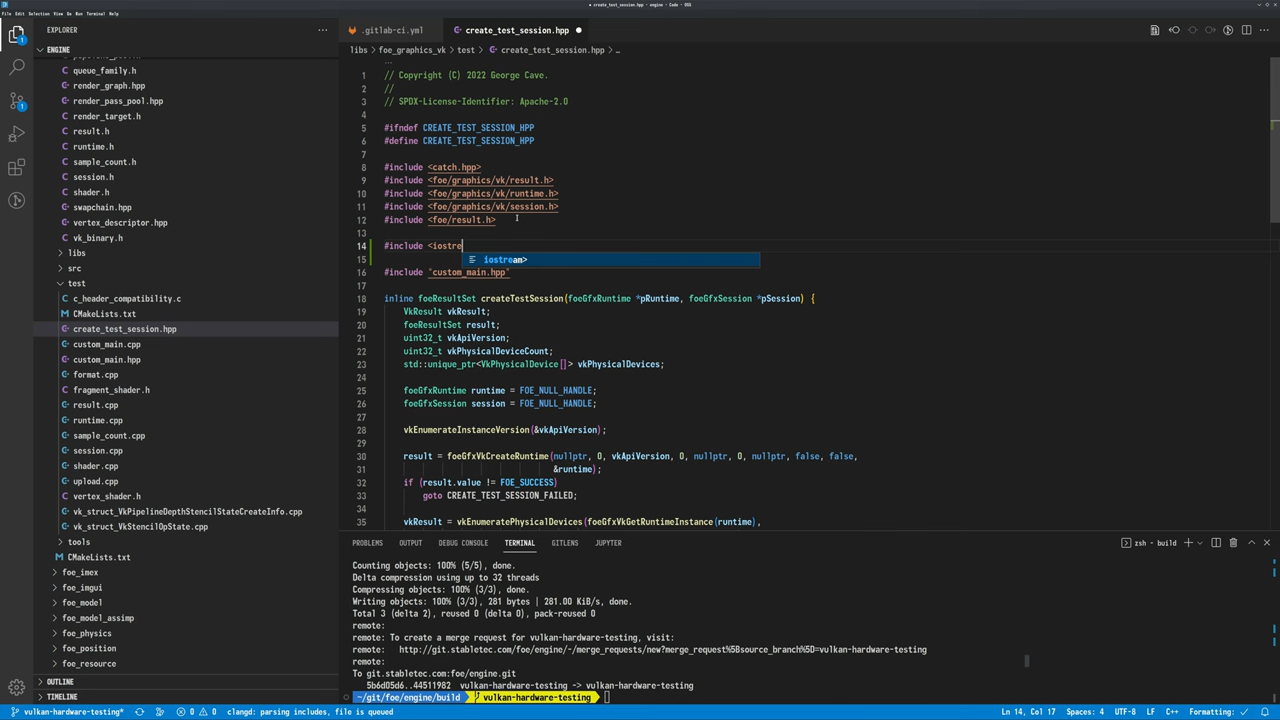 create_test_session.hpp - engine - Code - OSS
File Edit Selection View Go Run Terminal Help
EXPLORER
ENGINE
queue_family.h
render_graph.hpp
render_pass_pool.hpp
render_target.h
result.h
runtime.h
sample_count.h
session.h
shader.h
swapchain.hpp
vertex_descriptor.hpp
vk_binary.h
libs
src
test
c_header_compatibility.c
CMakeLists.txt
create_test_session.hpp
custom_main.cpp
custom_main.hpp
format.cpp
fragment_shader.h
result.cpp
runtime.cpp
sample_count.cpp
session.cpp
shader.cpp
upload.cpp
vertex_shader.h
vk_struct_VkPipelineDepthStencilStateCreateInfo.cpp
vk_struct_VkStencilOpState.cpp
tools
CMakeLists.txt
foe_imex
foe_imgui
foe_model
foe_model_assimp
foe_physics
foe_position
foe_resource
OUTLINE
TIMELINE
.gitlab-ci.yml
create_test_session.hpp
libs > foe_graphics_vk > test > create_test_session.hpp > …
1 // Copyright (C) 2022 George Cave.
2 //
3 // SPDX-License-Identifier: Apache-2.0
4
5 #ifndef CREATE_TEST_SESSION_HPP
6 #define CREATE_TEST_SESSION_HPP
7
8 #include <catch.hpp>
9 #include <foe/graphics/vk/result.h>
10 #include <foe/graphics/vk/runtime.h>
11 #include <foe/graphics/vk/session.h>
12 #include <foe/result.h>
13
14 #include <iostre
iostream>
15
16 #include "custom_main.hpp"
17
18 inline foeResultSet createTestSession(foeGfxRuntime *pRuntime, foeGfxSession *pSession) {
19 VkResult vkResult;
20 foeResultSet result;
21 uint32_t vkApiVersion;
22 uint32_t vkPhysicalDeviceCount;
23 std::unique_ptr<VkPhysicalDevice[]> vkPhysicalDevices;
24
25 foeGfxRuntime runtime = FOE_NULL_HANDLE;
26 foeGfxSession session = FOE_NULL_HANDLE;
27
28 vkEnumerateInstanceVersion(&vkApiVersion);
29
30 result = foeGfxVkCreateRuntime(nullptr, 0, vkApiVersion, 0, nullptr, 0, nullptr, false, false,
31 &runtime);
32 if (result.value != FOE_SUCCESS)
33 goto CREATE_TEST_SESSION_FAILED;
34
35 vkResult = vkEnumeratePhysicalDevices(foeGfxVkGetRuntimeInstance(runtime),
PROBLEMS OUTPUT DEBUG CONSOLE TERMINAL GITLENS JUPYTER
zsh - build
Counting objects: 100% (5/5), done.
Delta compression using up to 32 threads
Compressing objects: 100% (3/3), done.
Writing objects: 100% (3/3), 281 bytes | 281.00 KiB/s, done.
Total 3 (delta 2), reused 0 (delta 0), pack-reused 0
remote:
remote: To create a merge request for vulkan-hardware-testing, visit:
remote: http://git.stabletec.com/foe/engine/-/merge_requests/new?merge_request%5Bsource_branch%5D=vulkan-hardware-testing
remote:
To git.stabletec.com:foe/engine.git
5b6d05d6..44511982 vulkan-hardware-testing -> vulkan-hardware-testing
~/git/foe/engine/build vulkan-hardware-testing
vulkan-hardware-testing* 0 0 clangd: parsing includes, file is queued
Ln 14, Col 17 Spaces: 4 UTF-8 LF C++ Formatting: ✓